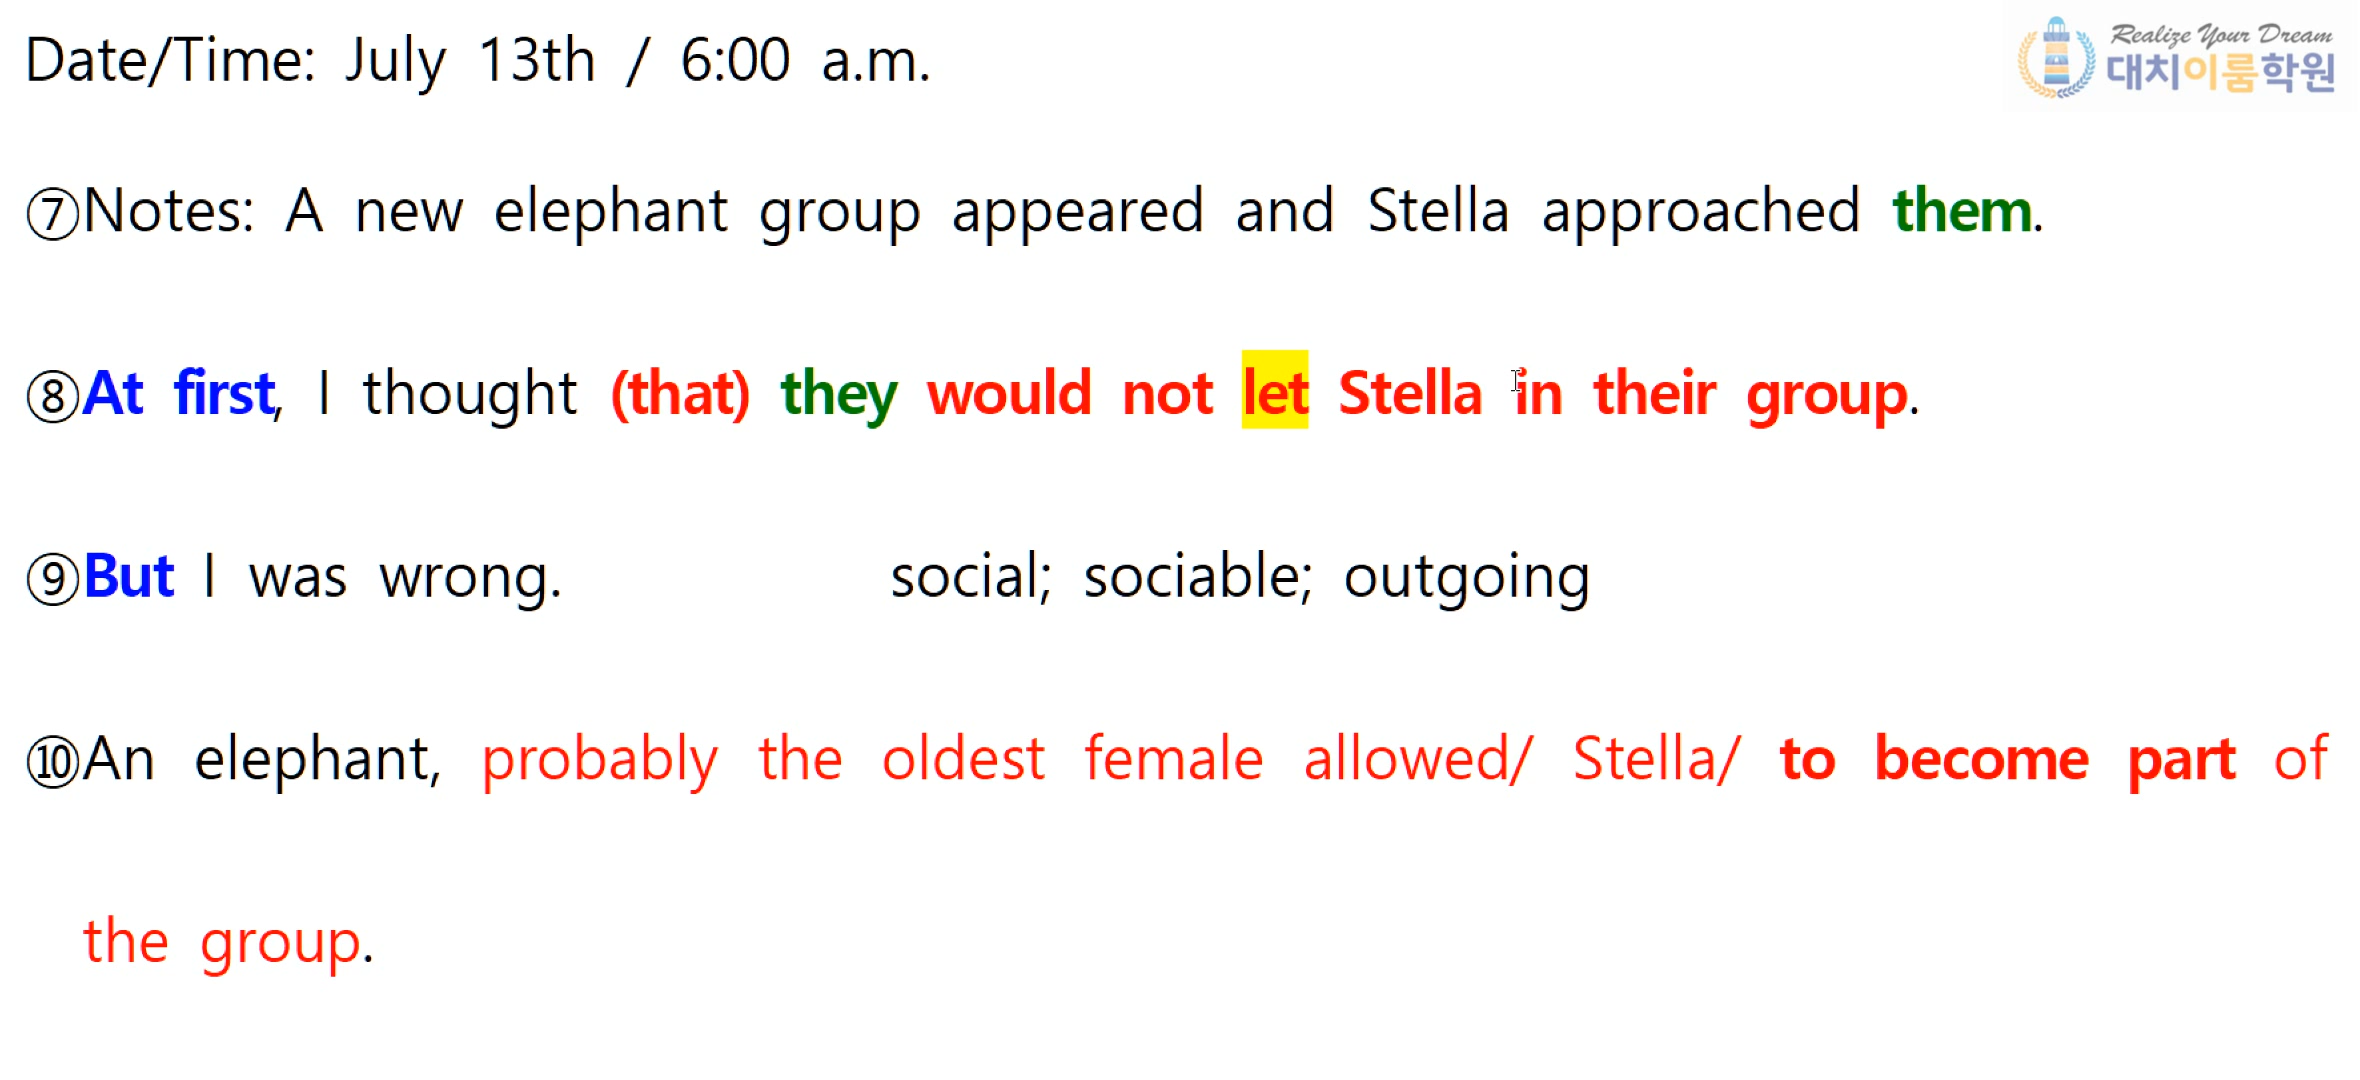 Date/Time: July 13th / 6:00 a.m.
Realize Your Dream
대치이룸학원
⑦Notes: A new elephant group appeared and Stella approached them.
⑧At first, I thought (that) they would not let Stella in their group.
⑨But I was wrong. social; sociable; outgoing
⑩An elephant, probably the oldest female allowed/ Stella/ to become part of
the group.